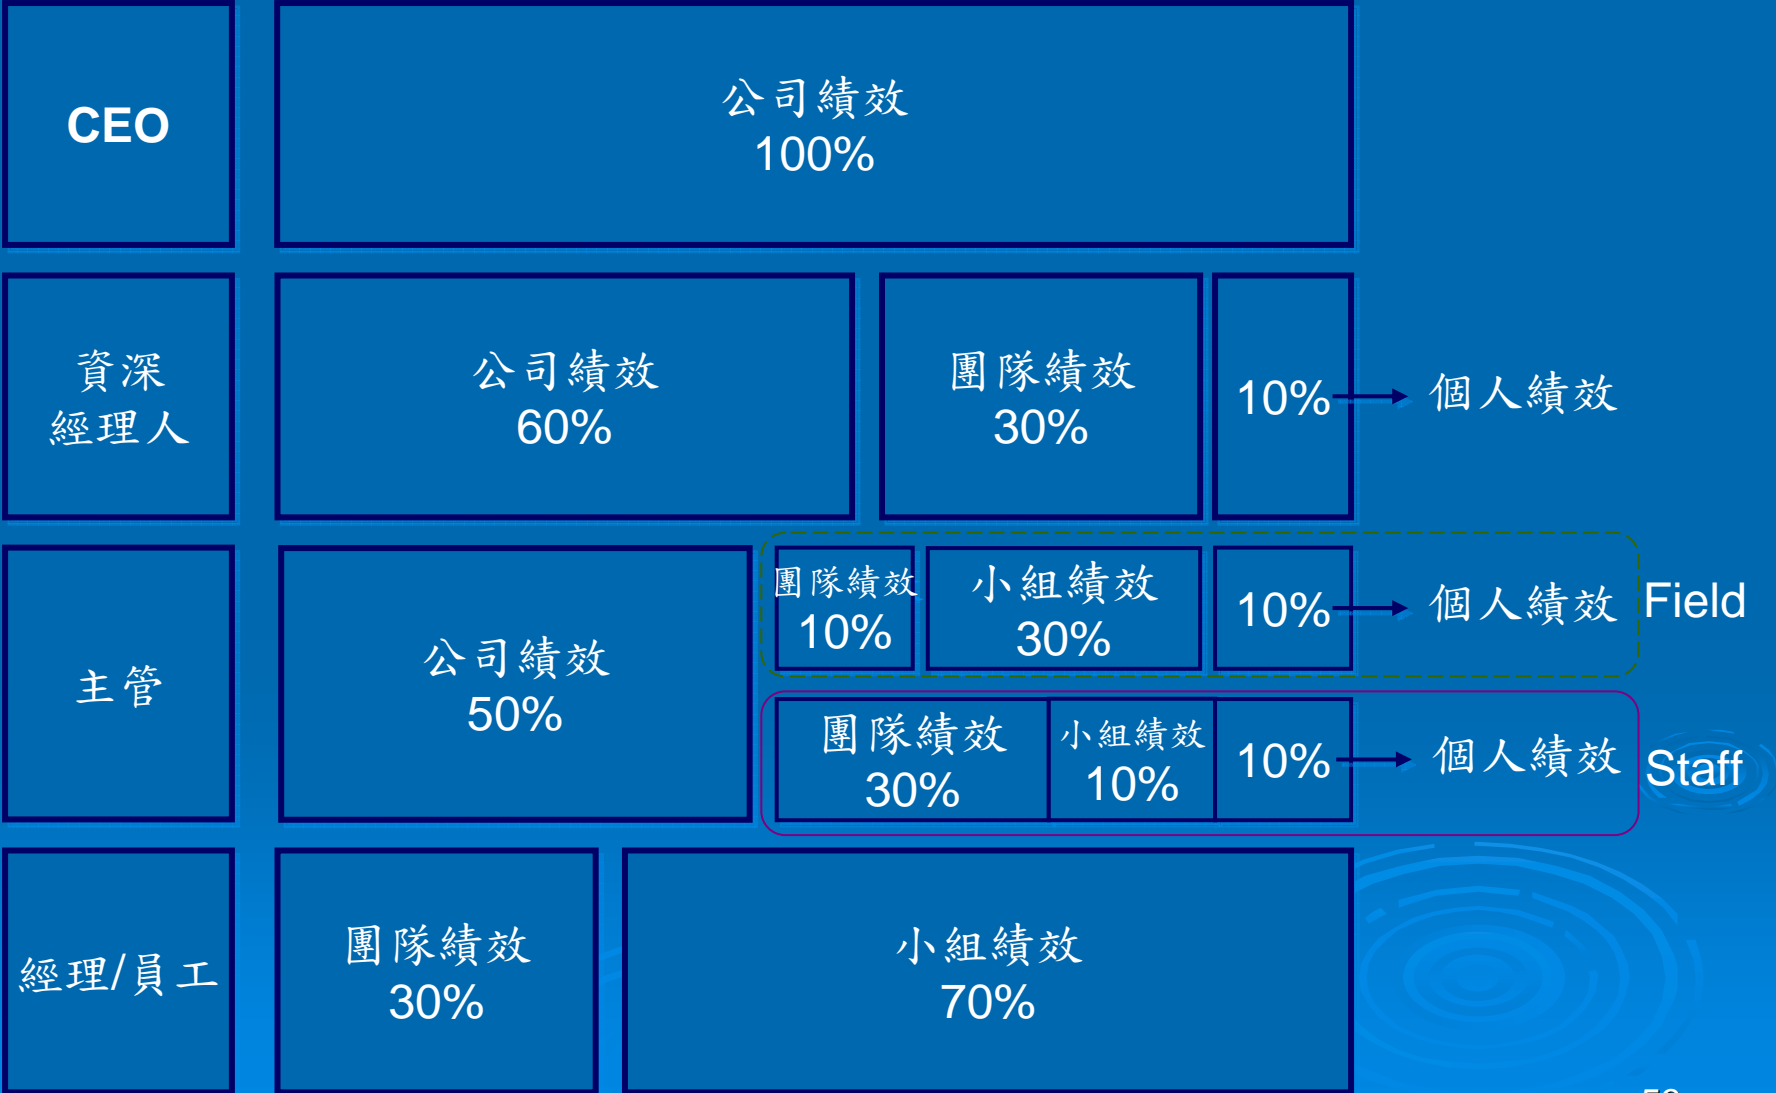 CEO
公司績效
100%
資深
經理人
公司績效
60%
團隊績效
30%
10%
個人績效
主管
公司績效
50%
團隊績效
10%
小組績效
30%
10%
個人績效
Field
團隊績效
30%
小組績效
10%
10%
個人績效
Staff
經理/員工
團隊績效
30%
小組績效
70%